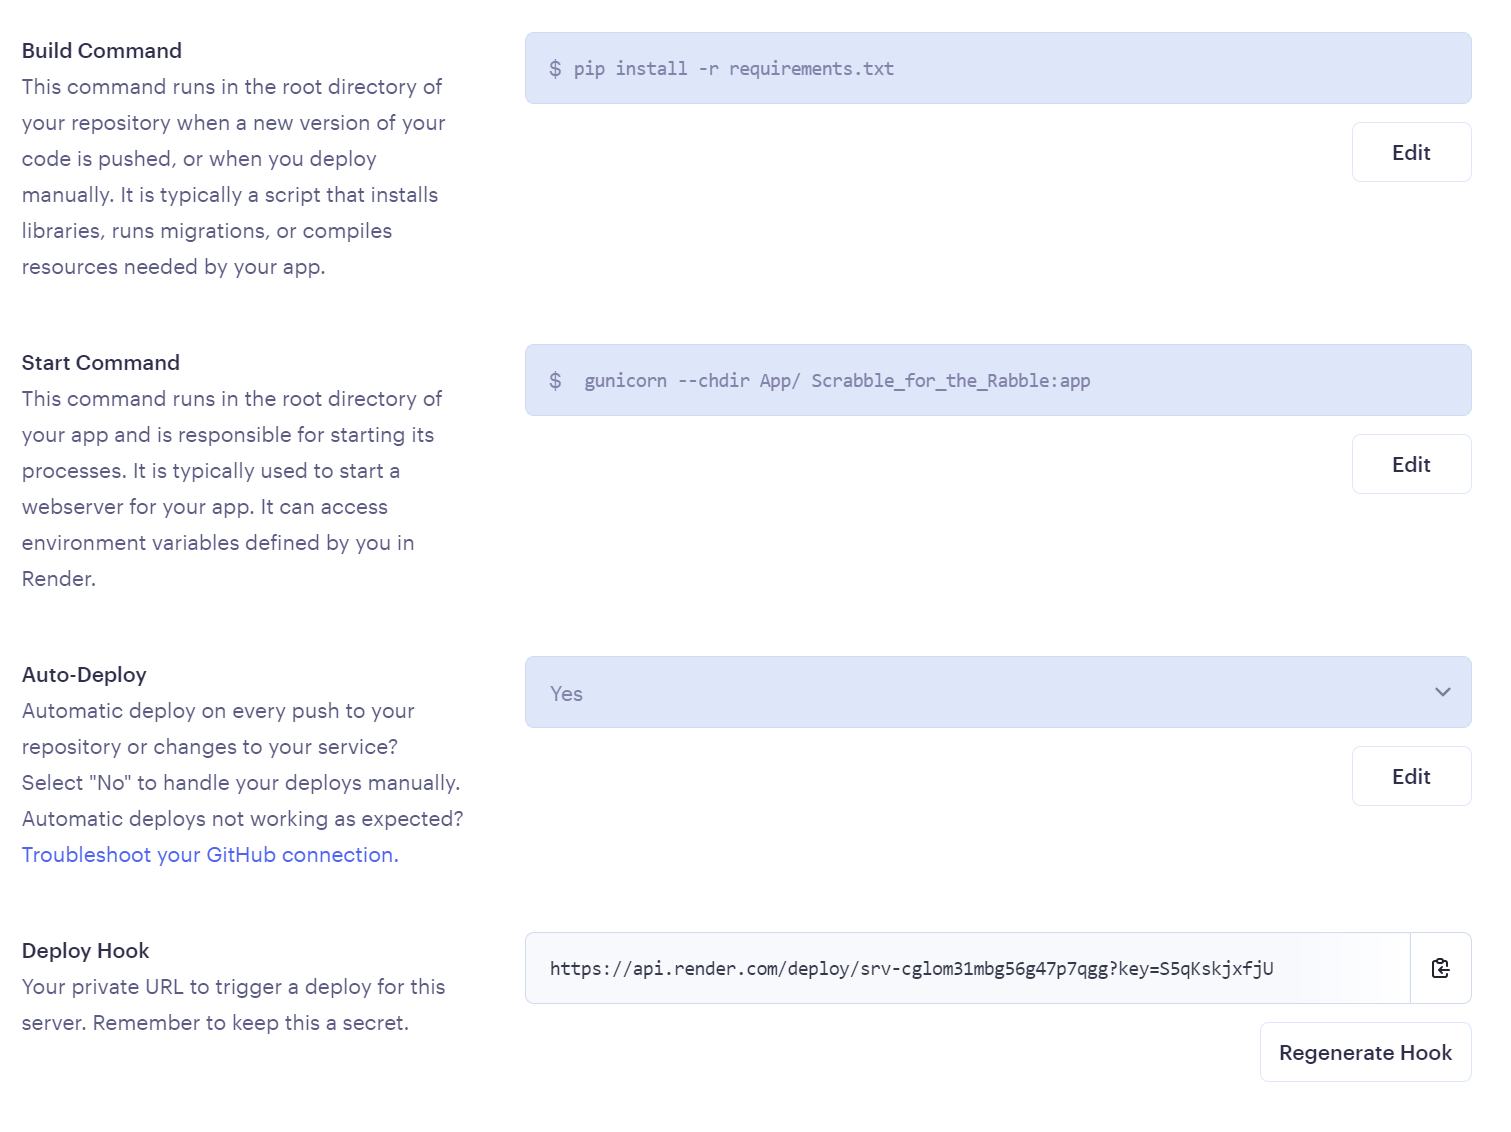 Build Command
This command runs in the root directory of
your repository when a new version of your
code is pushed, or when you deploy
manually. It is typically a script that installs
libraries, runs migrations, or compiles
resources needed by your app.
$ pip install -r requirements.txt
Edit
Start Command
This command runs in the root directory of
your app and is responsible for starting its
processes. It is typically used to start a
webserver for your app. It can access
environment variables defined by you in
Render.
$ gunicorn --chdir App/ Scrabble_for_the_Rabble:app
Edit
Auto-Deploy
Automatic deploy on every push to your
repository or changes to your service?
Select "No" to handle your deploys manually.
Automatic deploys not working as expected?
Troubleshoot your GitHub connection.
Yes
Edit
Deploy Hook
Your private URL to trigger a deploy for this
server. Remember to keep this a secret.
https://api.render.com/deploy/srv-cglom31mbg56g47p7qgg?key=S5qKskjxfjU
Regenerate Hook